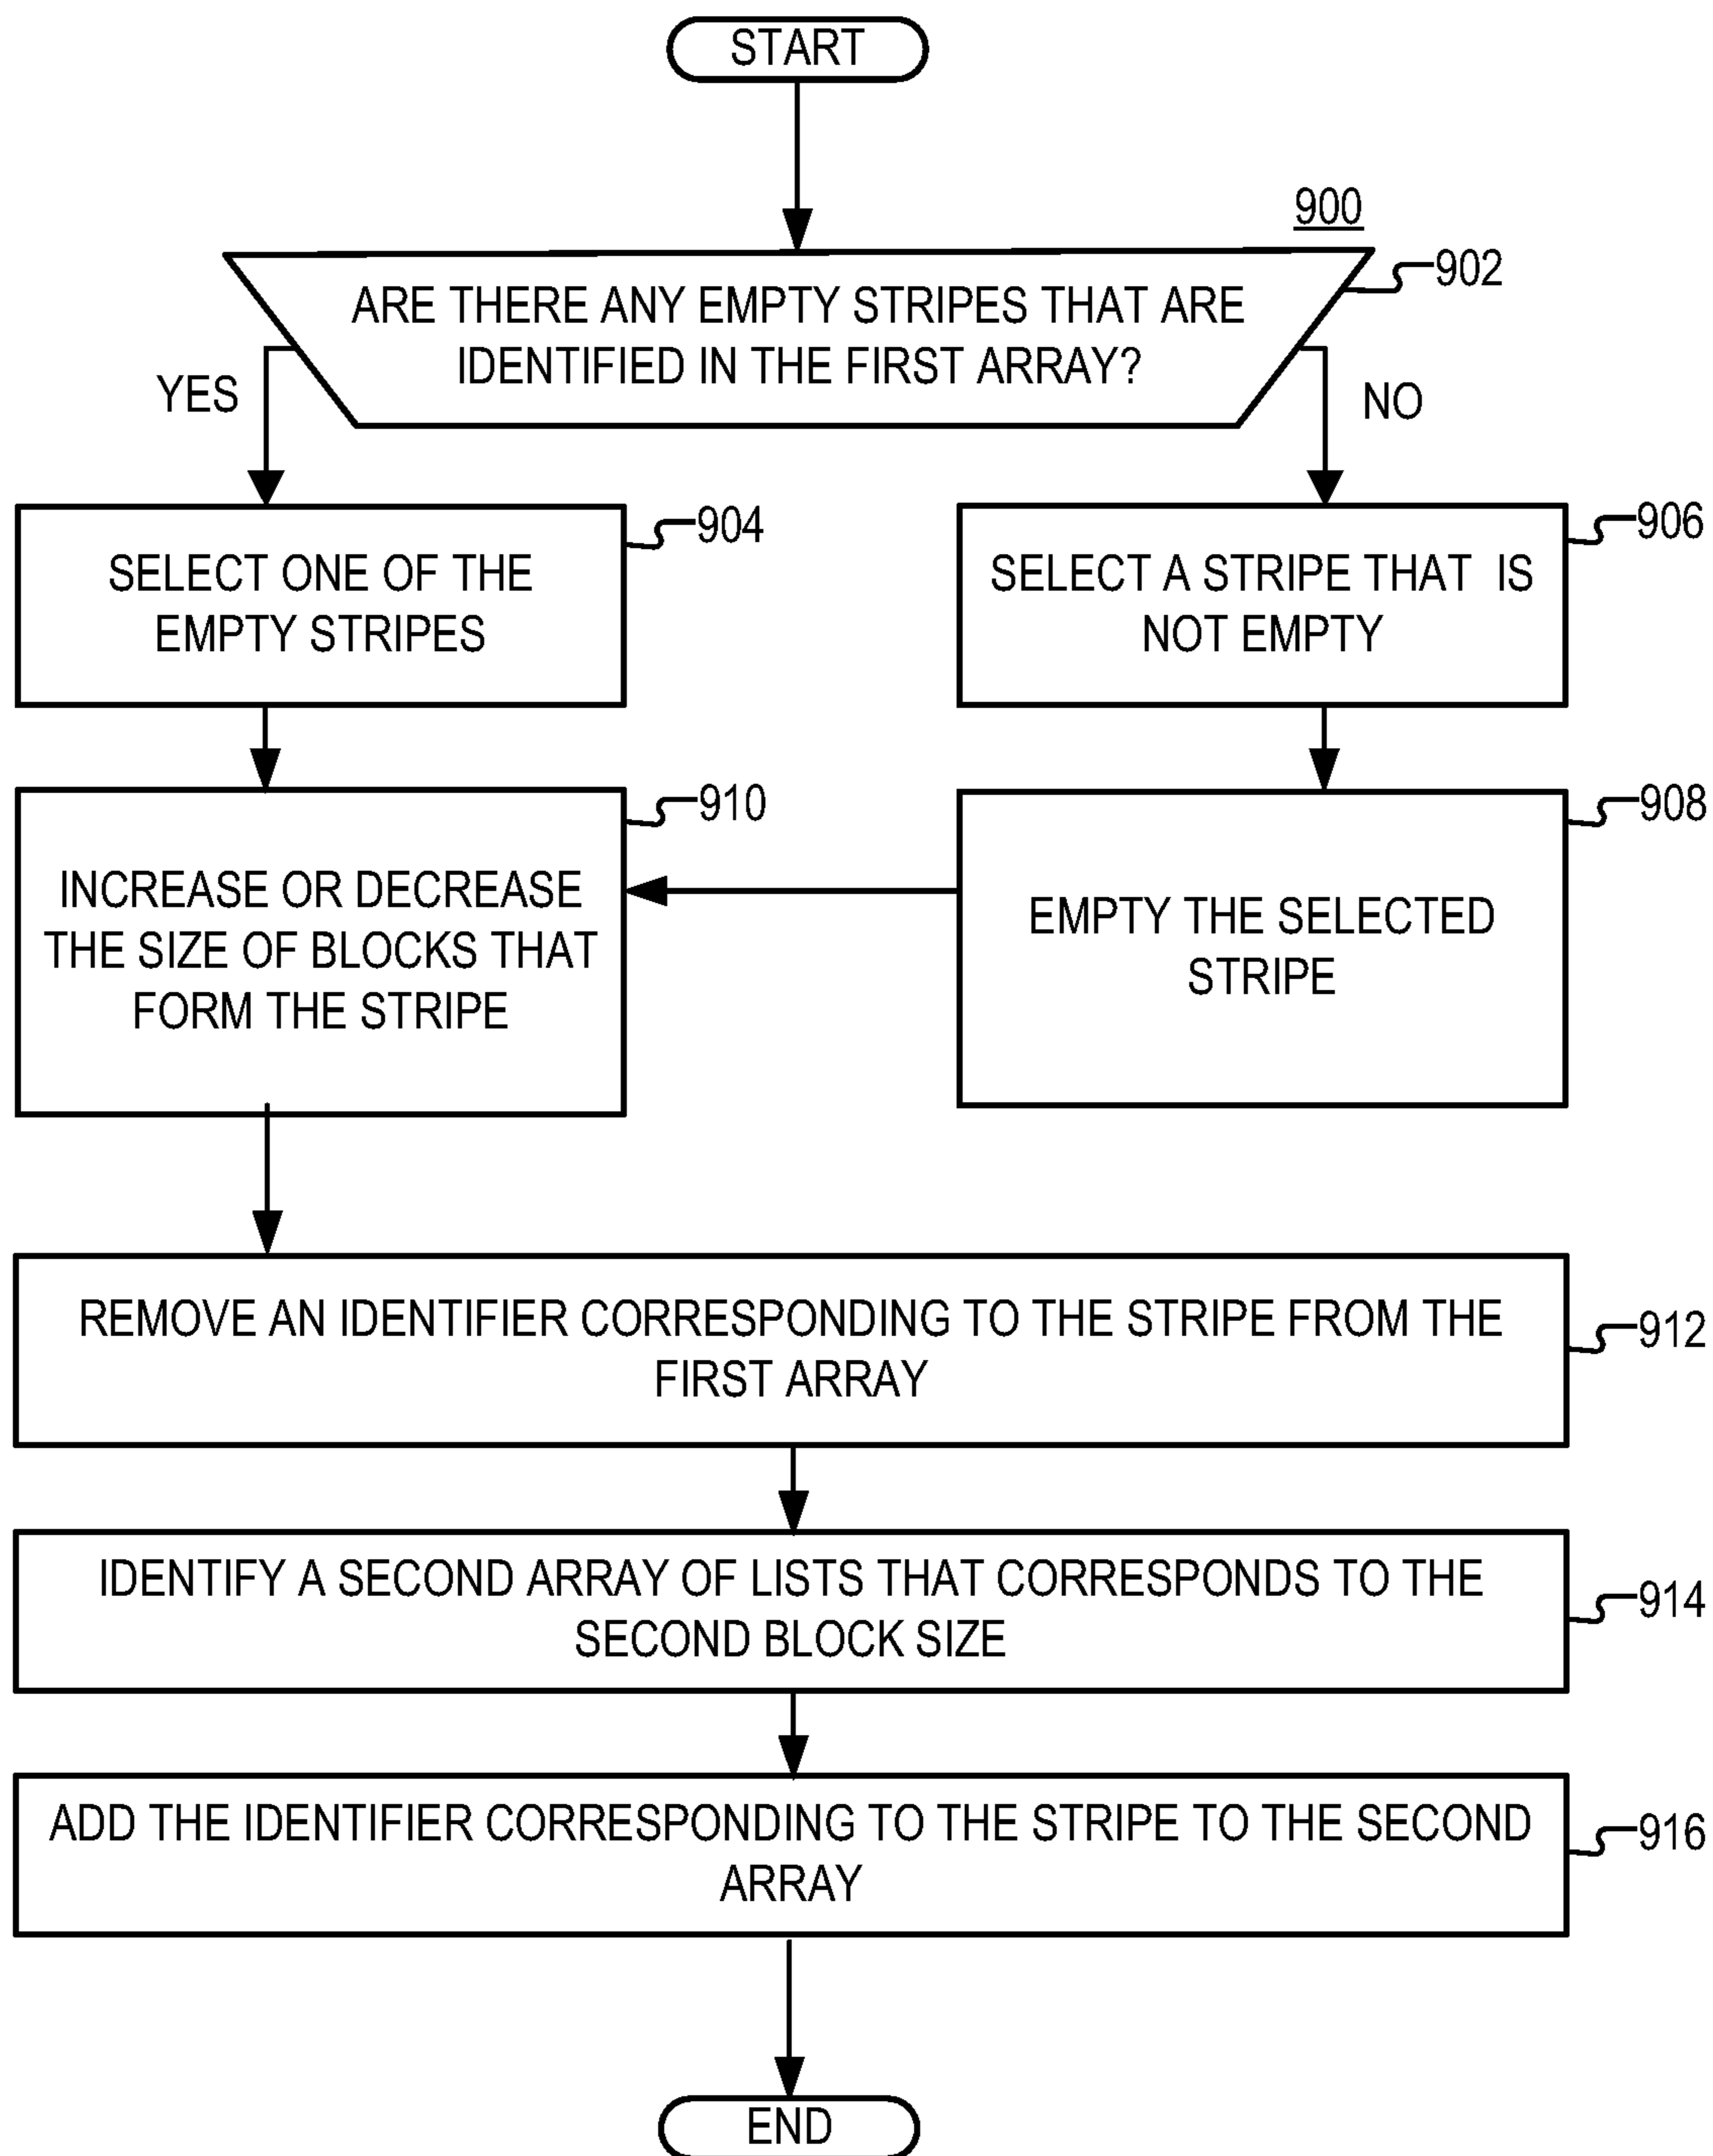 START
900
902
ARE THERE ANY EMPTY STRIPES THAT ARE
IDENTIFIED IN THE FIRST ARRAY?
YES
NO
904
SELECT ONE OF THE
EMPTY STRIPES
906
SELECT A STRIPE THAT IS
NOT EMPTY
910
INCREASE OR DECREASE
THE SIZE OF BLOCKS THAT
FORM THE STRIPE
908
EMPTY THE SELECTED
STRIPE
REMOVE AN IDENTIFIER CORRESPONDING TO THE STRIPE FROM THE
FIRST ARRAY
912
IDENTIFY A SECOND ARRAY OF LISTS THAT CORRESPONDS TO THE
SECOND BLOCK SIZE
914
ADD THE IDENTIFIER CORRESPONDING TO THE STRIPE TO THE SECOND
ARRAY
916
END